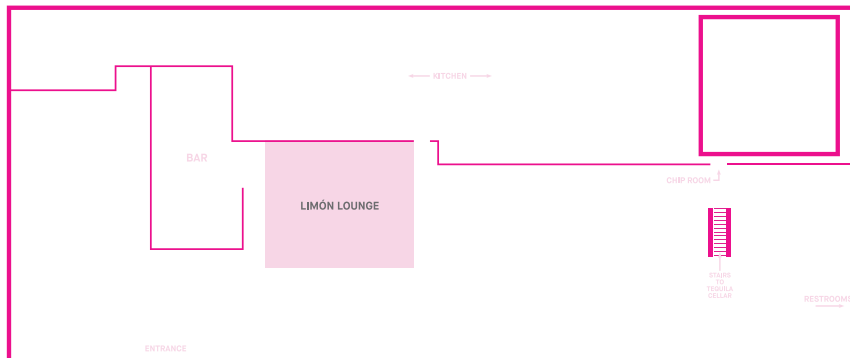 KITCHEN
BAR
CHIP ROOM
LIMÓN LOUNGE
STAIRS
TO
TEQUILA
CELLAR
RESTROOMS
ENTRANCE